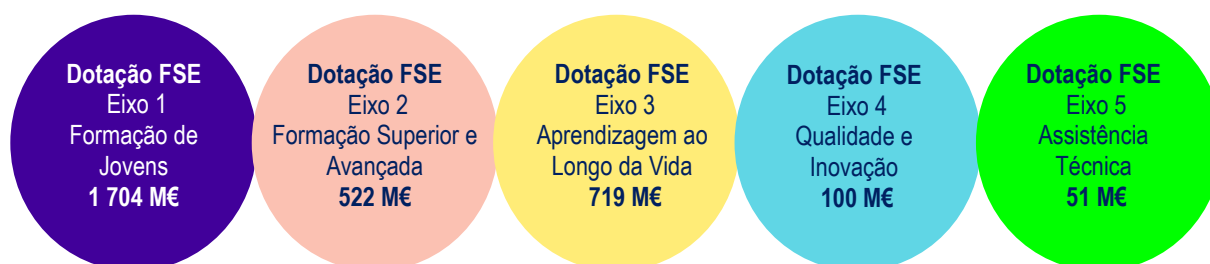 Dotação FSE
Eixo 1
Formação de
Jovens
1 704 M€
Dotação FSE
Eixo 2
Formação Superior e
Avançada
522 M€
Dotação FSE
Eixo 3
Aprendizagem ao
Longo da Vida
719 M€
Dotação FSE
Eixo 4
Qualidade e
Inovação
100 M€
Dotação FSE
Eixo 5
Assistência
Técnica
51 M€